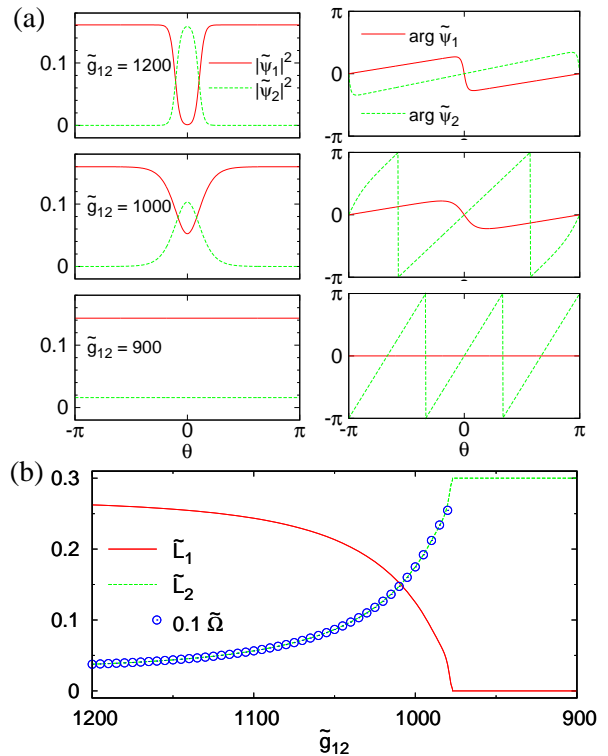 (a)
0.1
0
g̃₁₂ = 1200
|ψ̃₁|²
|ψ̃₂|²
π
0
-π
arg ψ̃₁
arg ψ̃₂
0.1
0
g̃₁₂ = 1000
π
0
-π
0.1
0
g̃₁₂ = 900
-π 0 π
θ
π
0
-π
-π 0 π
θ
(b)
0.3
0.2
0.1
0
L̃₁
L̃₂
0.1 Ω̃
1200 1100 1000 900
g̃₁₂